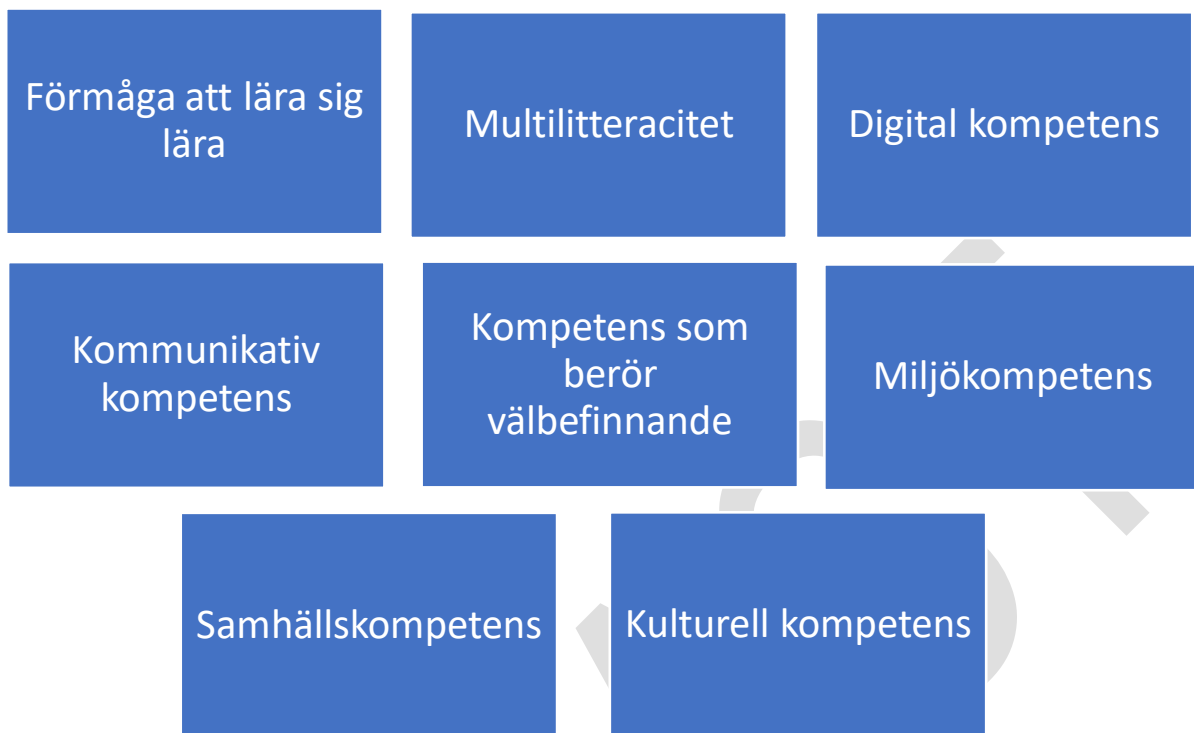 Förmåga att lära sig
lära
Multilitteracitet
Digital kompetens
Kommunikativ
kompetens
Kompetens som
berör
välbefinnande
Miljökompetens
Samhällskompetens
Kulturell kompetens